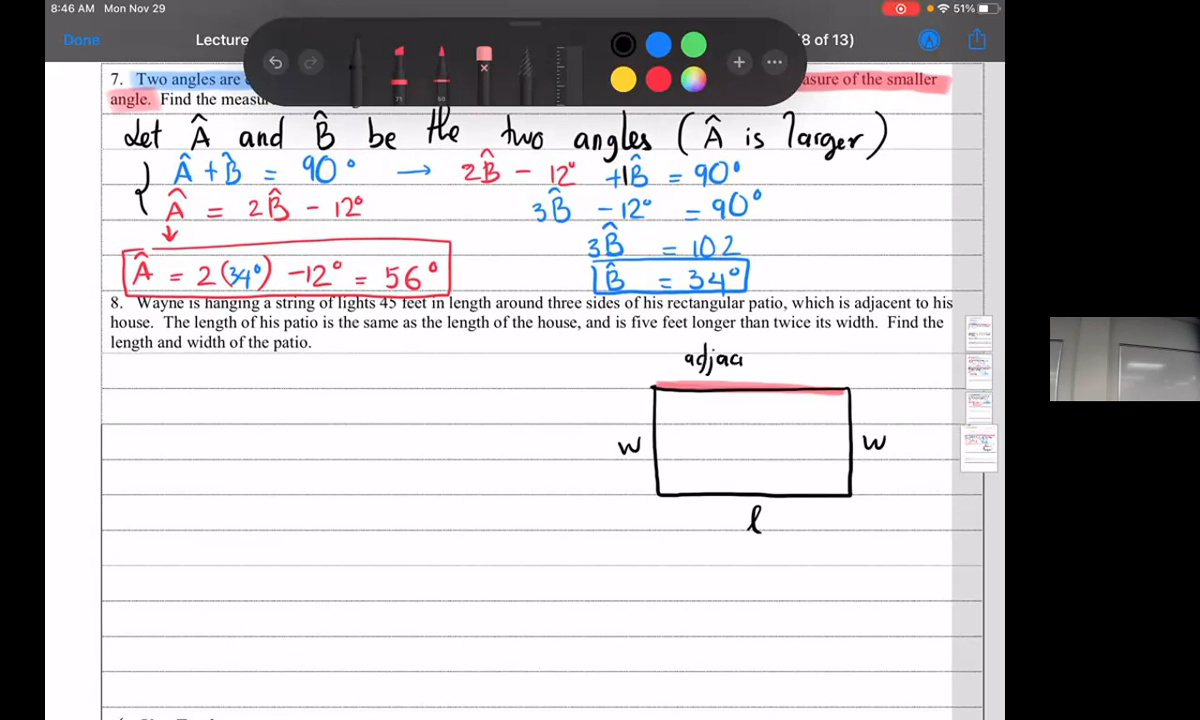 8:46 AM Mon Nov 29
51%
Done
Lecture
(8 of 13)
7. Two angles are
asure of the smaller
angle. Find the measu
Let Â and B̂ be the two angles (Â is larger)
Â + B̂ = 90° → 2B̂ - 12° + 1B̂ = 90°
Â = 2B̂ - 12°
3B̂ - 12° = 90°
3B̂ = 102
Â = 2(34°) - 12° = 56°
B̂ = 34°
8. Wayne is hanging a string of lights 45 feet in length around three sides of his rectangular patio, which is adjacent to his
house. The length of his patio is the same as the length of the house, and is five feet longer than twice its width. Find the
length and width of the patio.
adjac
w
w
l